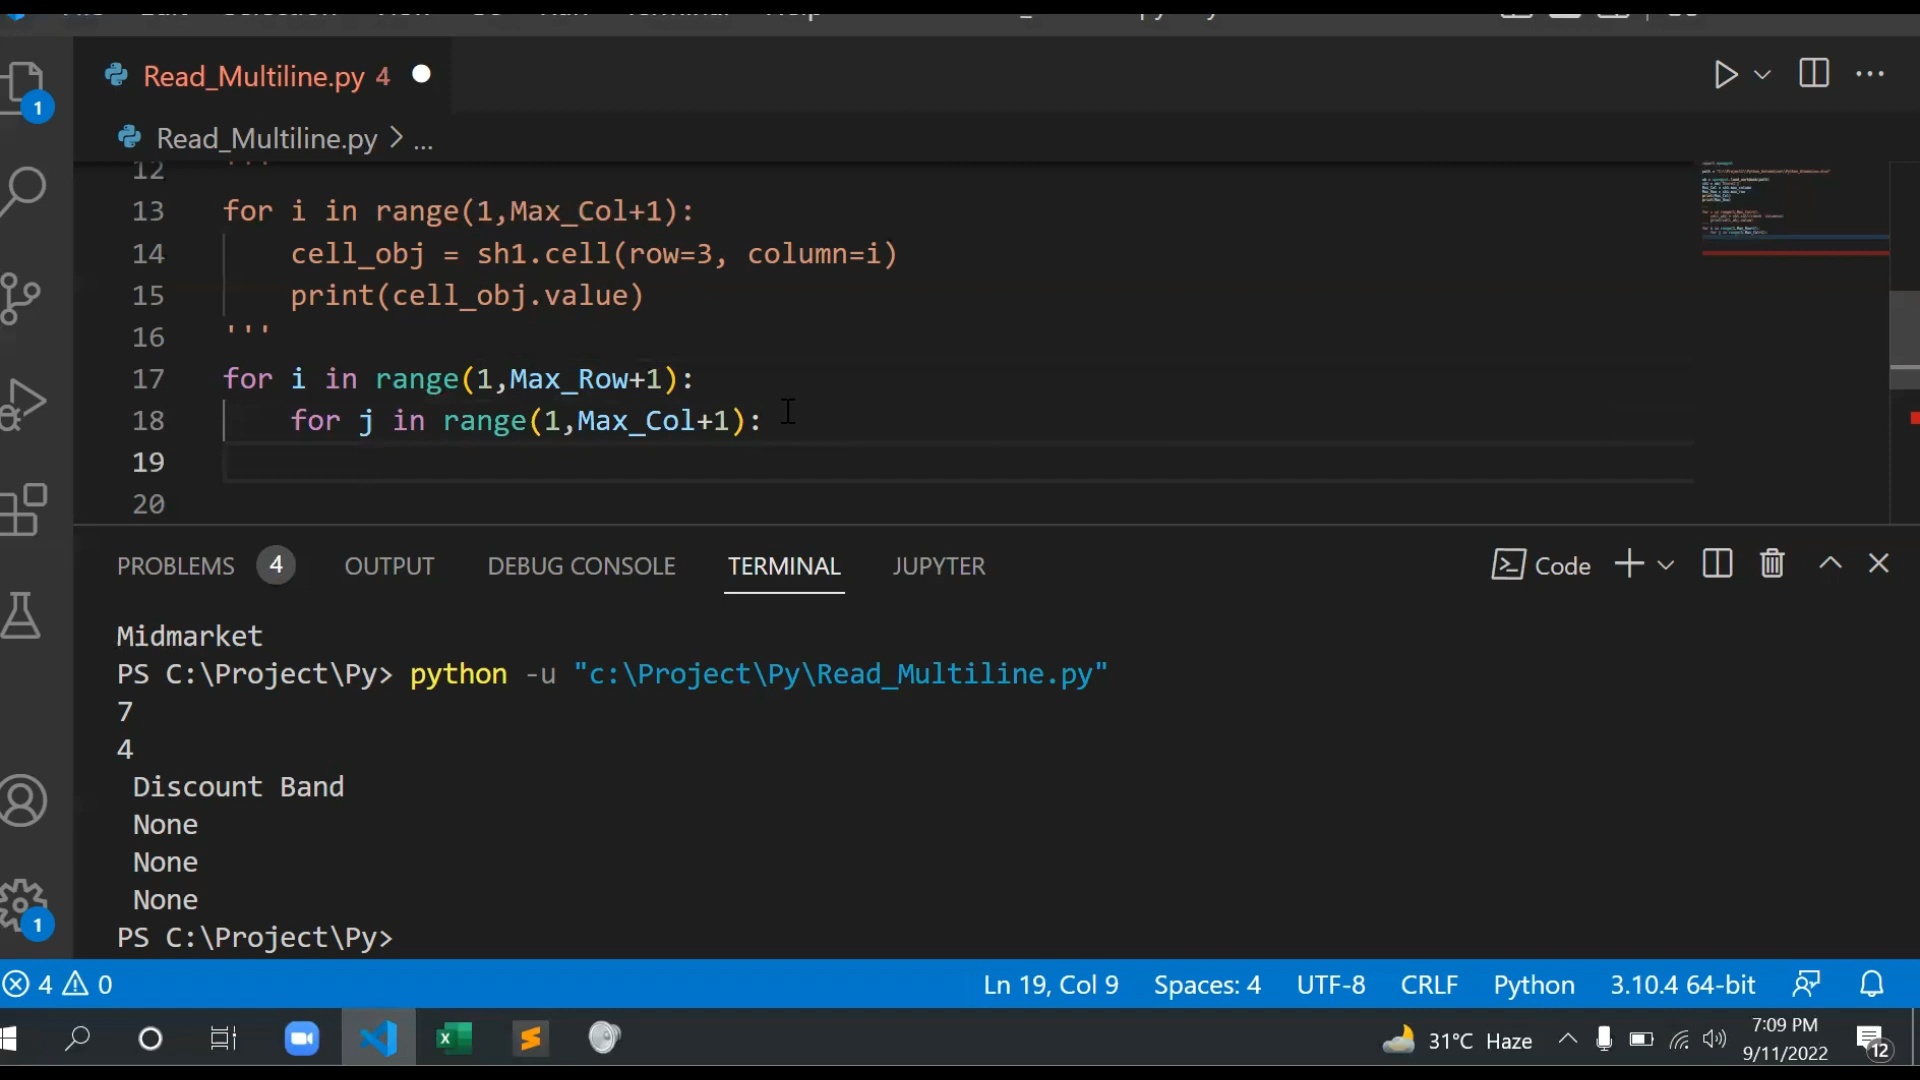 Read_Multiline.py 4
Read_Multiline.py > ...
12 '''
13 for i in range(1,Max_Col+1):
14 cell_obj = sh1.cell(row=3, column=i)
15 print(cell_obj.value)
16 '''
17 for i in range(1,Max_Row+1):
18 for j in range(1,Max_Col+1):
19
20
PROBLEMS 4 OUTPUT DEBUG CONSOLE TERMINAL JUPYTER Code
Midmarket
PS C:\Project\Py> python -u "c:\Project\Py\Read_Multiline.py"
7
4
Discount Band
None
None
None
PS C:\Project\Py>
4 0 Ln 19, Col 9 Spaces: 4 UTF-8 CRLF Python 3.10.4 64-bit
31°C Haze 7:09 PM
9/11/2022
12
1
1